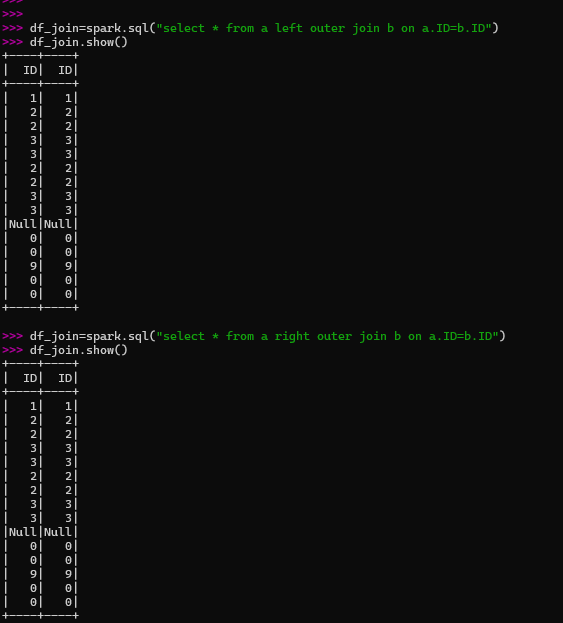 >>>
>>>
>>> df_join=spark.sql("select * from a left outer join b on a.ID=b.ID")
>>> df_join.show()
+----+----+
|  ID|  ID|
+----+----+
|   1|   1|
|   2|   2|
|   2|   2|
|   3|   3|
|   3|   3|
|   2|   2|
|   2|   2|
|   3|   3|
|   3|   3|
|Null|Null|
|   0|   0|
|   0|   0|
|   9|   9|
|   0|   0|
|   0|   0|
+----+----+
>>> df_join=spark.sql("select * from a right outer join b on a.ID=b.ID")
>>> df_join.show()
+----+----+
|  ID|  ID|
+----+----+
|   1|   1|
|   2|   2|
|   2|   2|
|   3|   3|
|   3|   3|
|   2|   2|
|   2|   2|
|   3|   3|
|   3|   3|
|Null|Null|
|   0|   0|
|   0|   0|
|   9|   9|
|   0|   0|
|   0|   0|
+----+----+